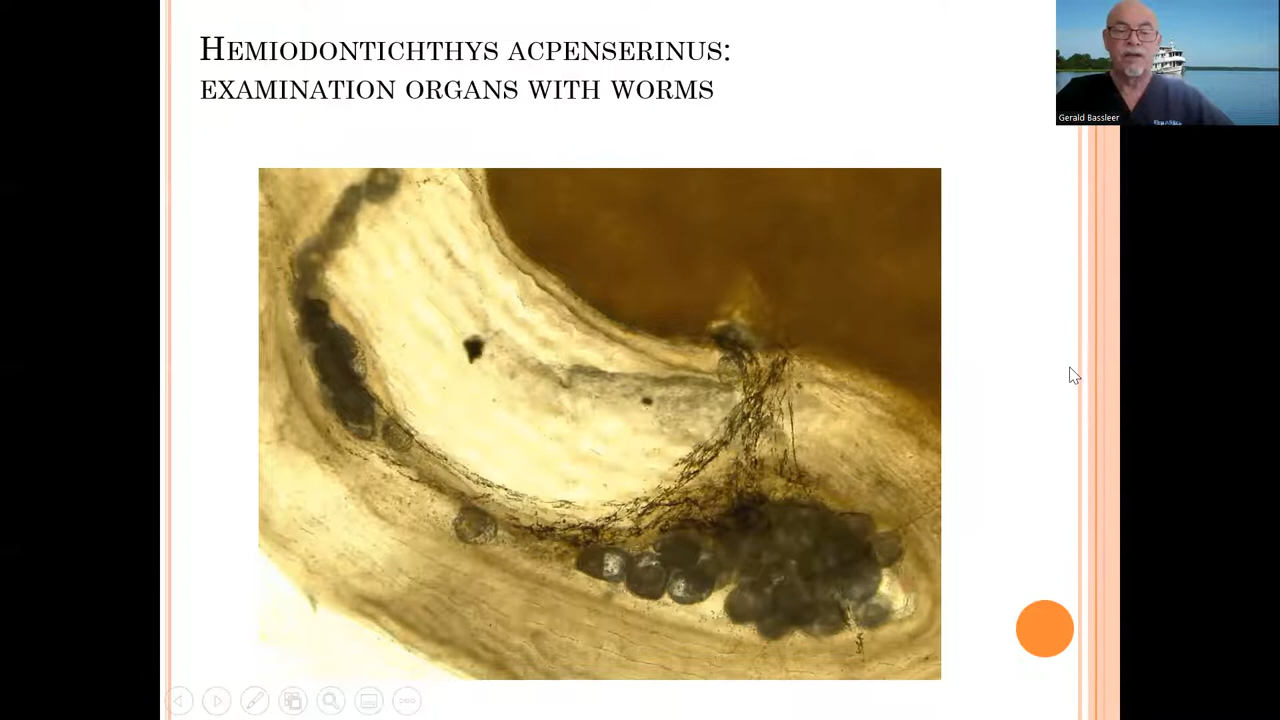 HEMIODONTICHTHYS ACPENSERINUS:
EXAMINATION ORGANS WITH WORMS
Gerald Bassleer